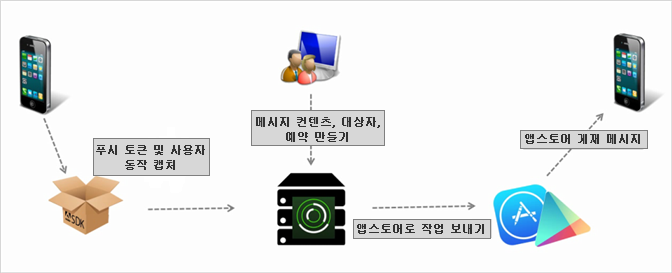 메시지 컨텐츠, 대상자,
예약 만들기
앱스토어 게재 메시지
푸시 토큰 및 사용자
동작 캡처
SDK
앱스토어로 작업 보내기